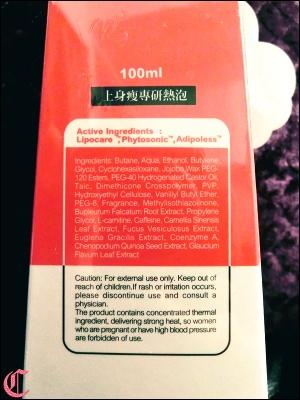 100ml
上身瘦專研熱泡
Active Ingredients :
Lipocare™,Phytosonic™,Adipoless™
Ingredients: Butane, Aqua, Ethanol, Butylene
Glycol, Cyclohexasiloxane, Jojoba Wax PEG-
120 Esters, PEG-40 Hydrogenated Castor Oil,
Talc, Dimethicone Crosspolymer, PVP,
Hydroxyethyl Cellulose, Vanillyl Butyl Ether,
PEG-8, Fragrance, Methylisothiazolinone,
Bupleurum Falcatum Root Extract, Propylene
Glycol, L-carnitine, Caffeine, Camellia Sinensis
Leaf Extract, Fucus Vesiculosus Extract,
Euglena Gracilis Extract, Coenzyme A,
Chenopodium Quinoa Seed Extract, Glaucium
Flavum Leaf Extract
Caution: For external use only. Keep out of
reach of children.If rash or irritation occurs,
please discontinue use and consult a
physician.
The product contains concentrated thermal
ingredient, delivering strong heat, so women
who are pregnant or have high blood pressure
are forbidden of use.
C